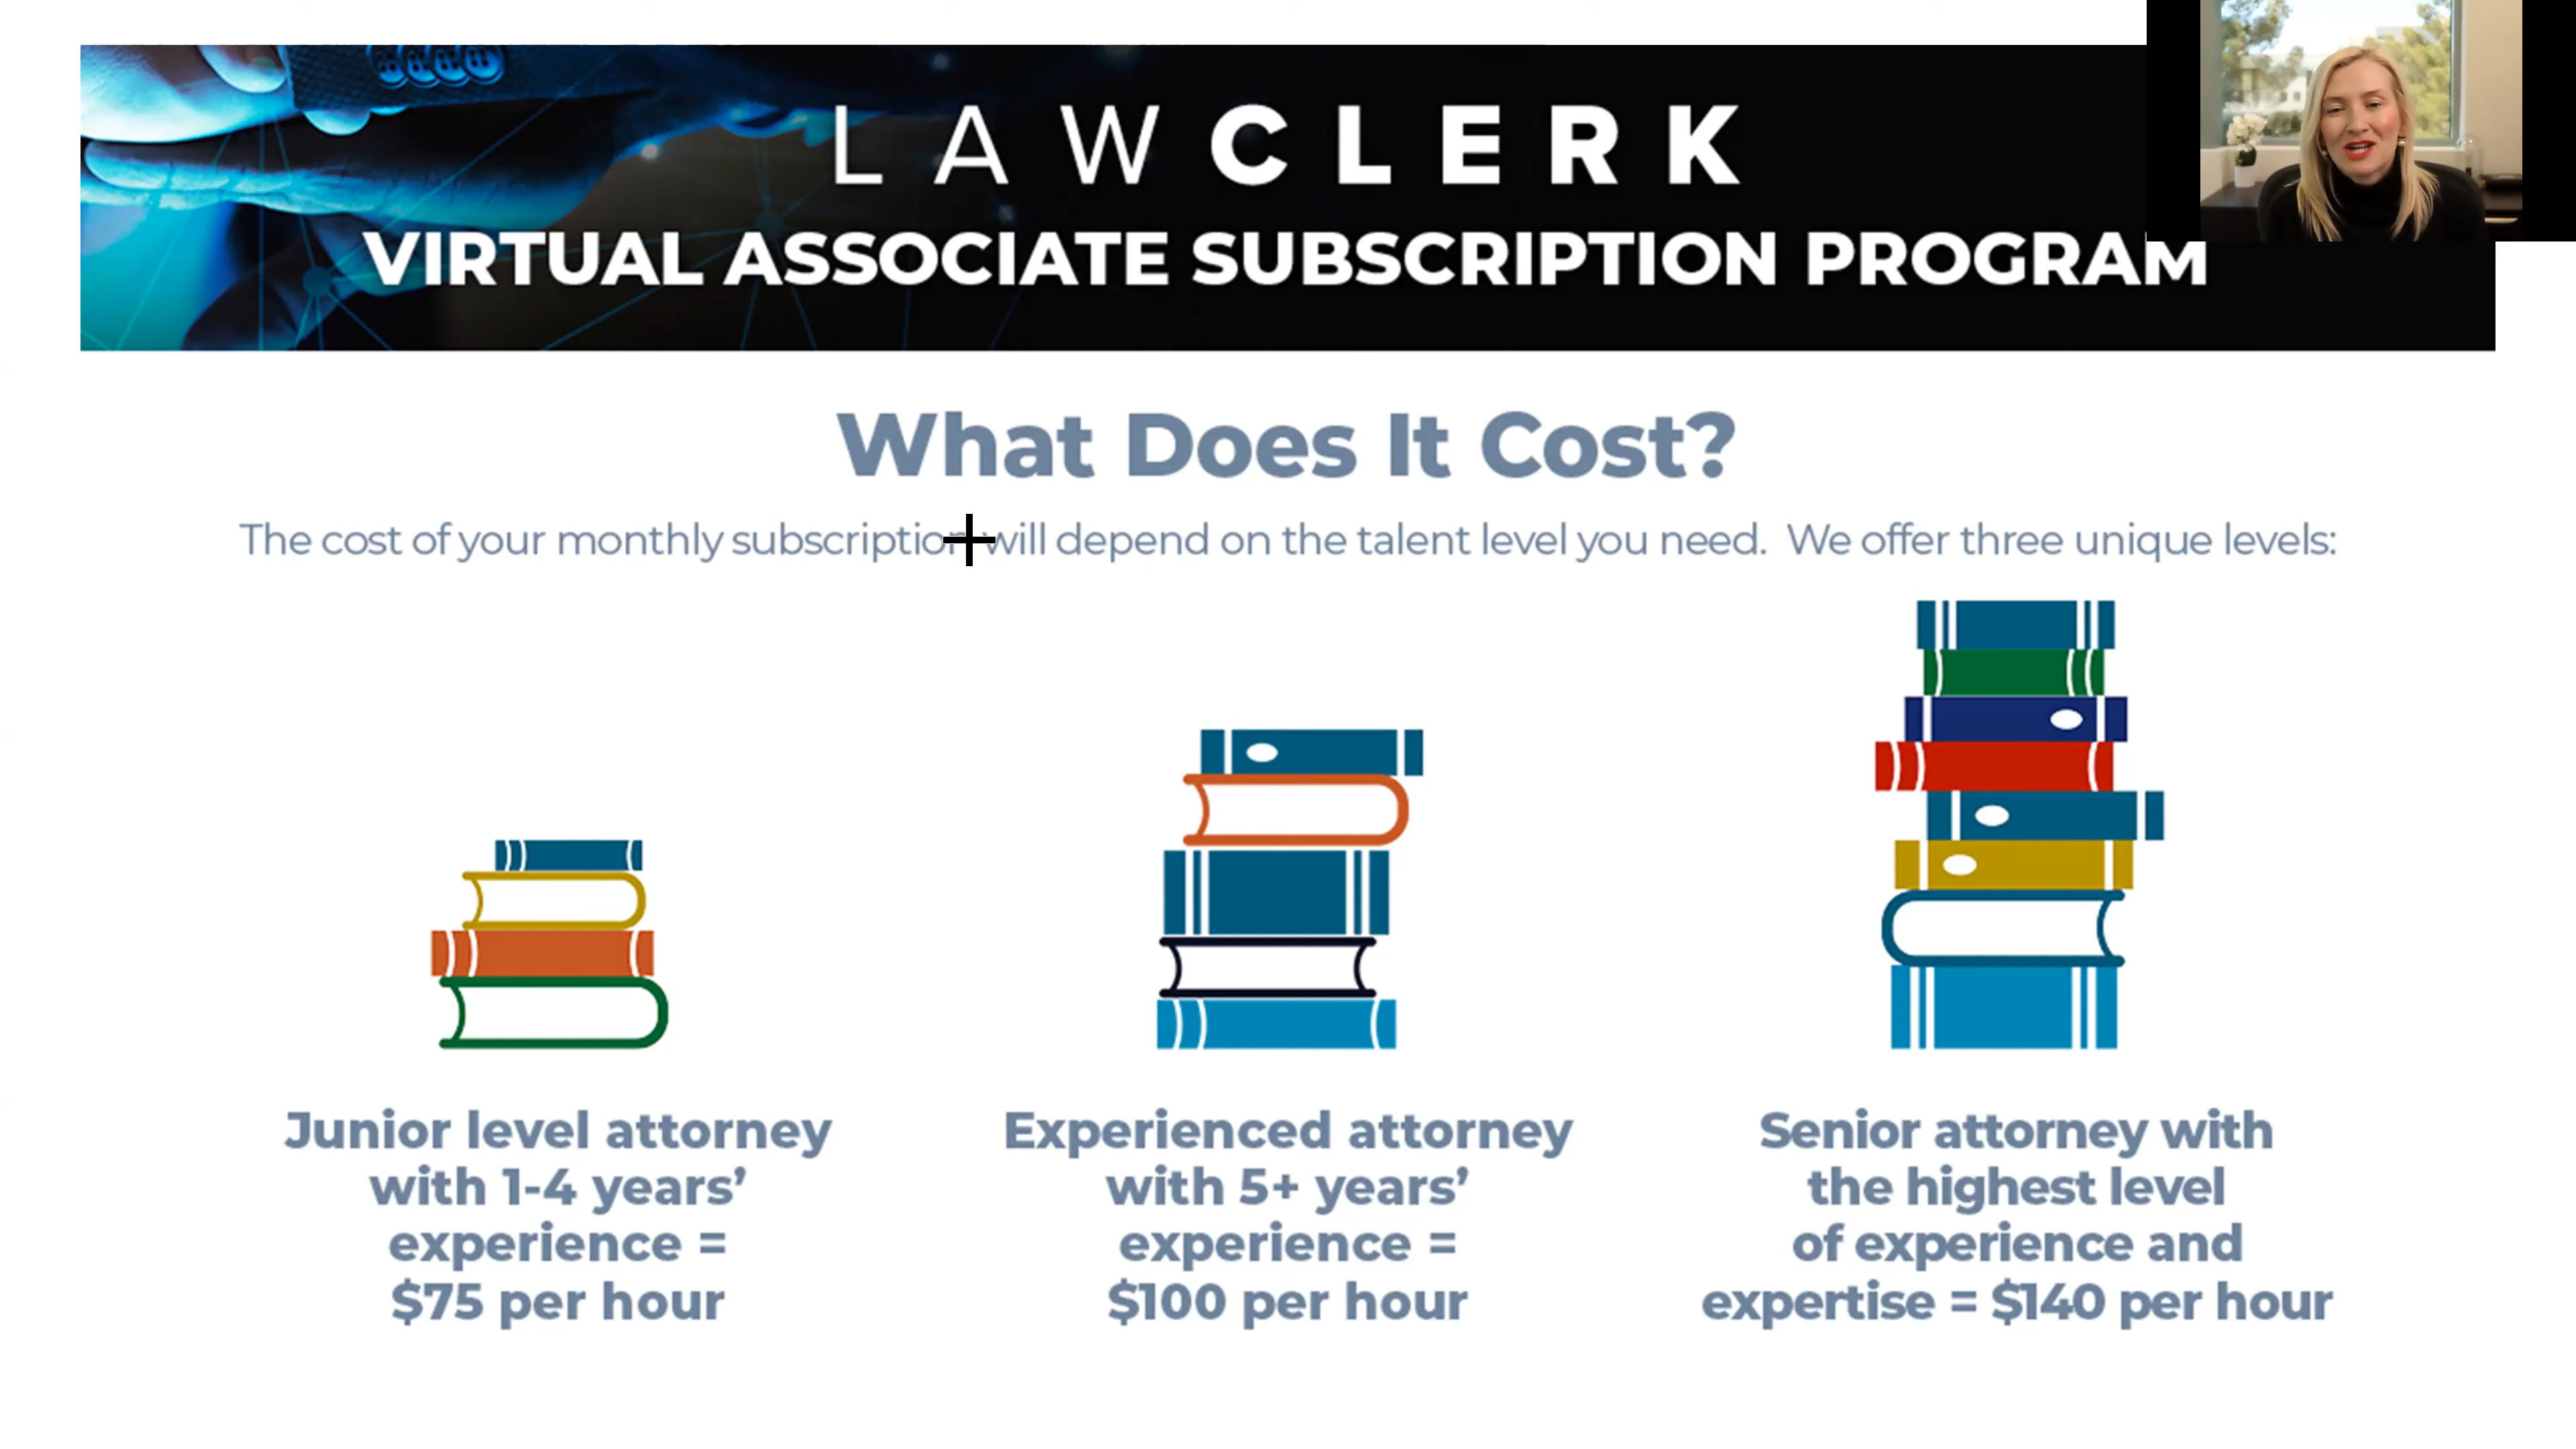 LAWCLERK
VIRTUAL ASSOCIATE SUBSCRIPTION PROGRAM
What Does It Cost?
The cost of your monthly subscription will depend on the talent level you need. We offer three unique levels:
Junior level attorney
with 1-4 years’
experience =
$75 per hour
Experienced attorney
with 5+ years’
experience =
$100 per hour
Senior attorney with
the highest level
of experience and
expertise = $140 per hour